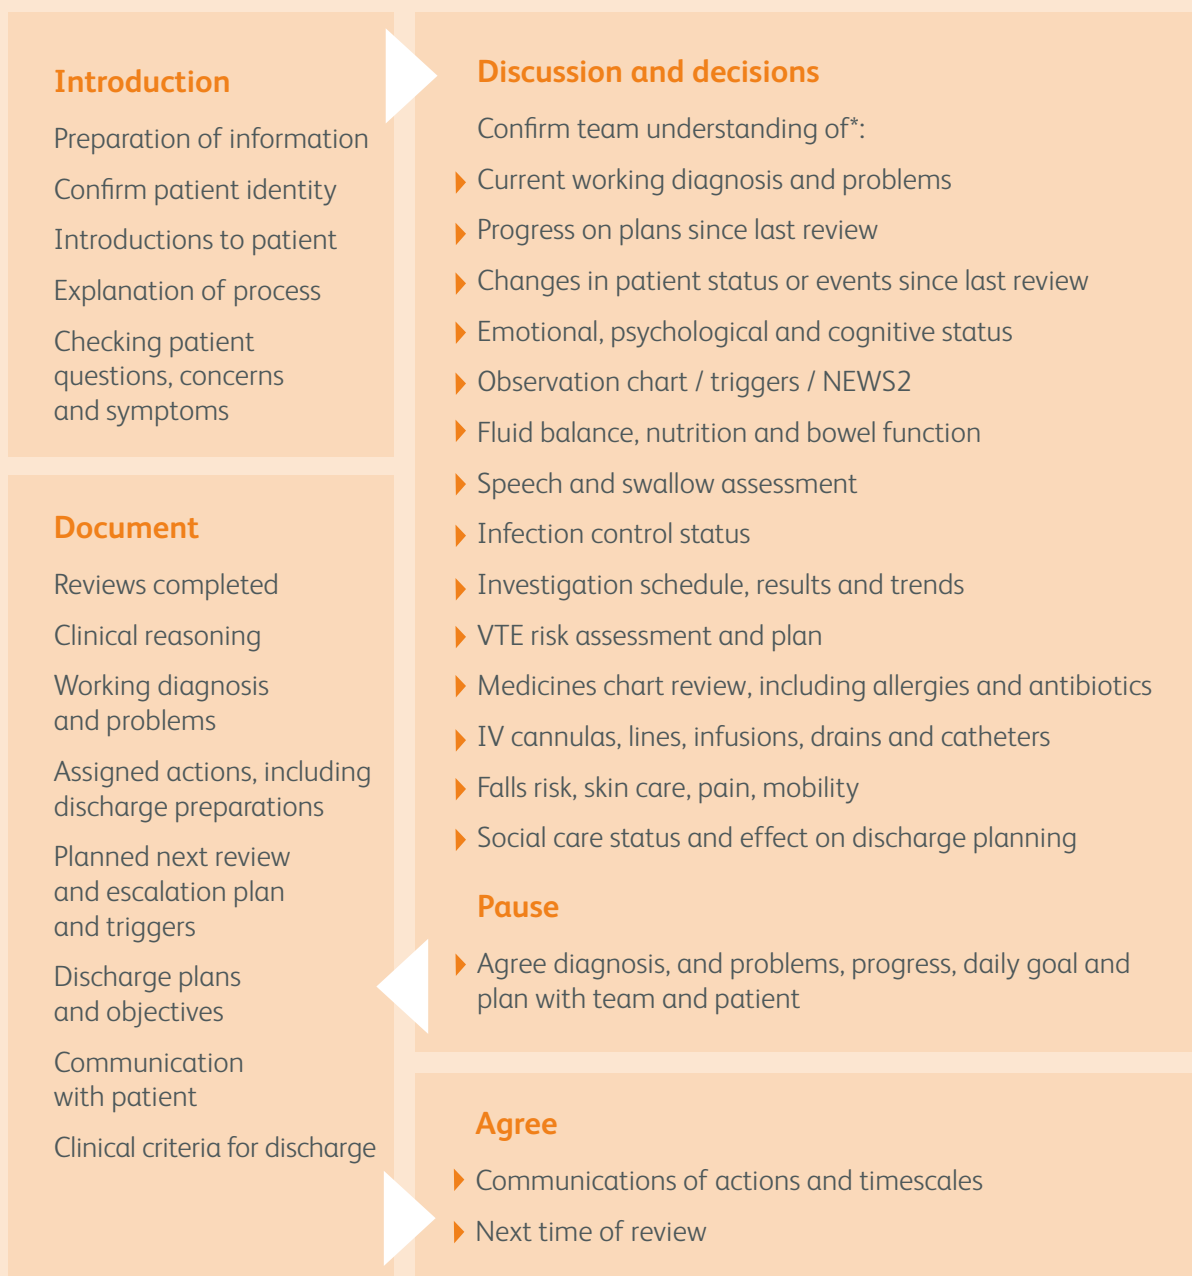 Introduction
Preparation of information
Confirm patient identity
Introductions to patient
Explanation of process
Checking patient
questions, concerns
and symptoms
Discussion and decisions
Confirm team understanding of*:
Current working diagnosis and problems
Progress on plans since last review
Changes in patient status or events since last review
Emotional, psychological and cognitive status
Observation chart / triggers / NEWS2
Fluid balance, nutrition and bowel function
Speech and swallow assessment
Infection control status
Investigation schedule, results and trends
VTE risk assessment and plan
Medicines chart review, including allergies and antibiotics
IV cannulas, lines, infusions, drains and catheters
Falls risk, skin care, pain, mobility
Social care status and effect on discharge planning
Pause
Agree diagnosis, and problems, progress, daily goal and
plan with team and patient
Document
Reviews completed
Clinical reasoning
Working diagnosis
and problems
Assigned actions, including
discharge preparations
Planned next review
and escalation plan
and triggers
Discharge plans
and objectives
Communication
with patient
Clinical criteria for discharge
Agree
Communications of actions and timescales
Next time of review